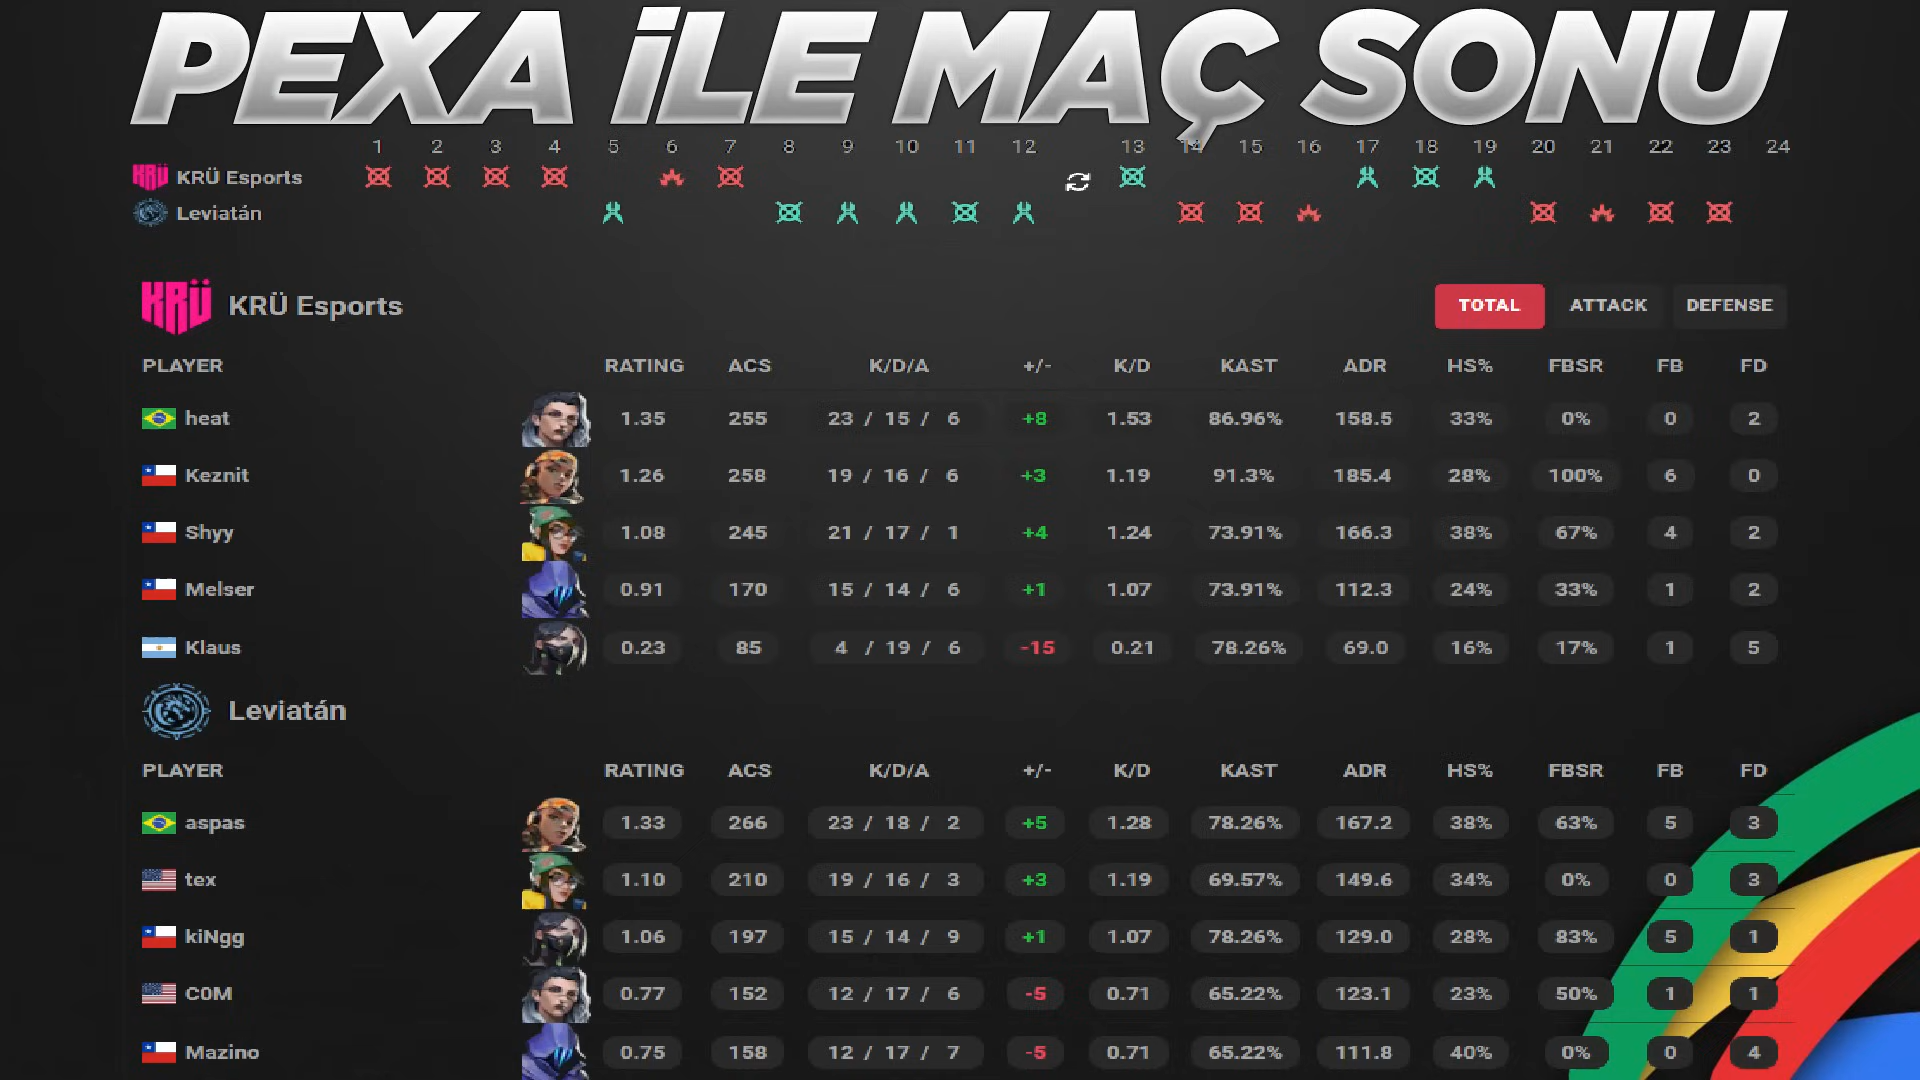 PEXA iLE MAÇ SONU
1 2 3 4 5 6 7 8 9 10 11 12 13 14 15 16 17 18 19 20 21 22 23 24
KRÜ KRÜ Esports
Leviatán
KRÜ KRÜ Esports TOTAL ATTACK DEFENSE
PLAYER RATING ACS K/D/A +/- K/D KAST ADR HS% FBSR FB FD
heat 1.35 255 23 / 15 / 6 +8 1.53 86.96% 158.5 33% 0% 0 2
Keznit 1.26 258 19 / 16 / 6 +3 1.19 91.3% 185.4 28% 100% 6 0
Shyy 1.08 245 21 / 17 / 1 +4 1.24 73.91% 166.3 38% 67% 4 2
Melser 0.91 170 15 / 14 / 6 +1 1.07 73.91% 112.3 24% 33% 1 2
Klaus 0.23 85 4 / 19 / 6 -15 0.21 78.26% 69.0 16% 17% 1 5
Leviatán
PLAYER RATING ACS K/D/A +/- K/D KAST ADR HS% FBSR FB FD
aspas 1.33 266 23 / 18 / 2 +5 1.28 78.26% 167.2 38% 63% 5 3
tex 1.10 210 19 / 16 / 3 +3 1.19 69.57% 149.6 34% 0% 0 3
kiNgg 1.06 197 15 / 14 / 9 +1 1.07 78.26% 129.0 28% 83% 5 1
C0M 0.77 152 12 / 17 / 6 -5 0.71 65.22% 123.1 23% 50% 1 1
Mazino 0.75 158 12 / 17 / 7 -5 0.71 65.22% 111.8 40% 0% 0 4